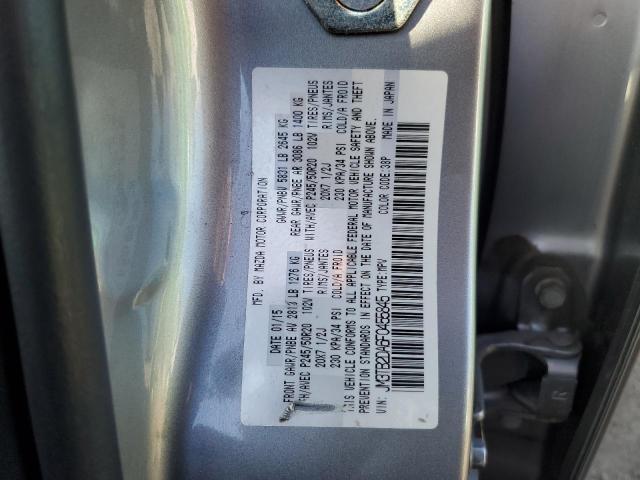 MFD. BY MAZDA MOTOR CORPORATION
DATE 01/15 GVWR/PNBV 5831 LB 2645 KG
FRONT GAWR/PNBE AV 2813 LB 1276 KG REAR GAWR/PNBE AR 3086 LB 1400 KG
WITH/AVEC P245/50R20 102V TIRES/PNEUS WITH/AVEC P245/50R20 102V TIRES/PNEUS
20X7 1/2J RIMS/JANTES 20X7 1/2J RIMS/JANTES
230 KPA/34 PSI COLD/A FROID 230 KPA/34 PSI COLD/A FROID
THIS VEHICLE CONFORMS TO ALL APPLICABLE FEDERAL MOTOR VEHICLE SAFETY AND THEFT
PREVENTION STANDARDS IN EFFECT ON THE DATE OF MANUFACTURE SHOWN ABOVE.
VIN: JM3TB2DA5F0456845 TYPE:MPV COLOR CODE:38P MADE IN JAPAN
R